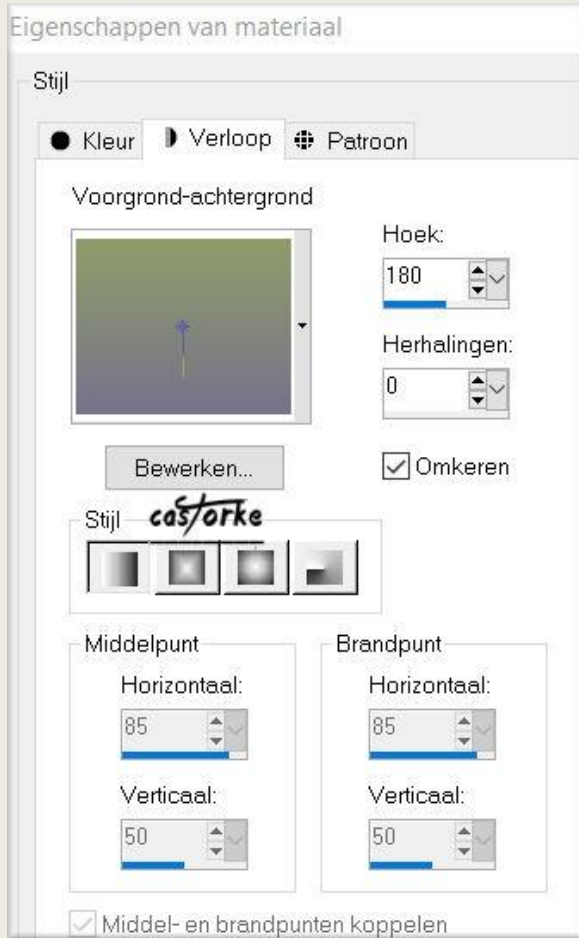 Eigenschappen van materiaal
Stijl
Kleur
Verloop
Patroon
Voorgrond-achtergrond
Hoek:
180
Herhalingen:
0
Bewerken...
Omkeren
Stijl
castorke
Middelpunt
Horizontaal:
85
Verticaal:
50
Brandpunt
Horizontaal:
85
Verticaal:
50
Middel- en brandpunten koppelen